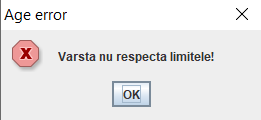 Age error
Varsta nu respecta limitele!
OK